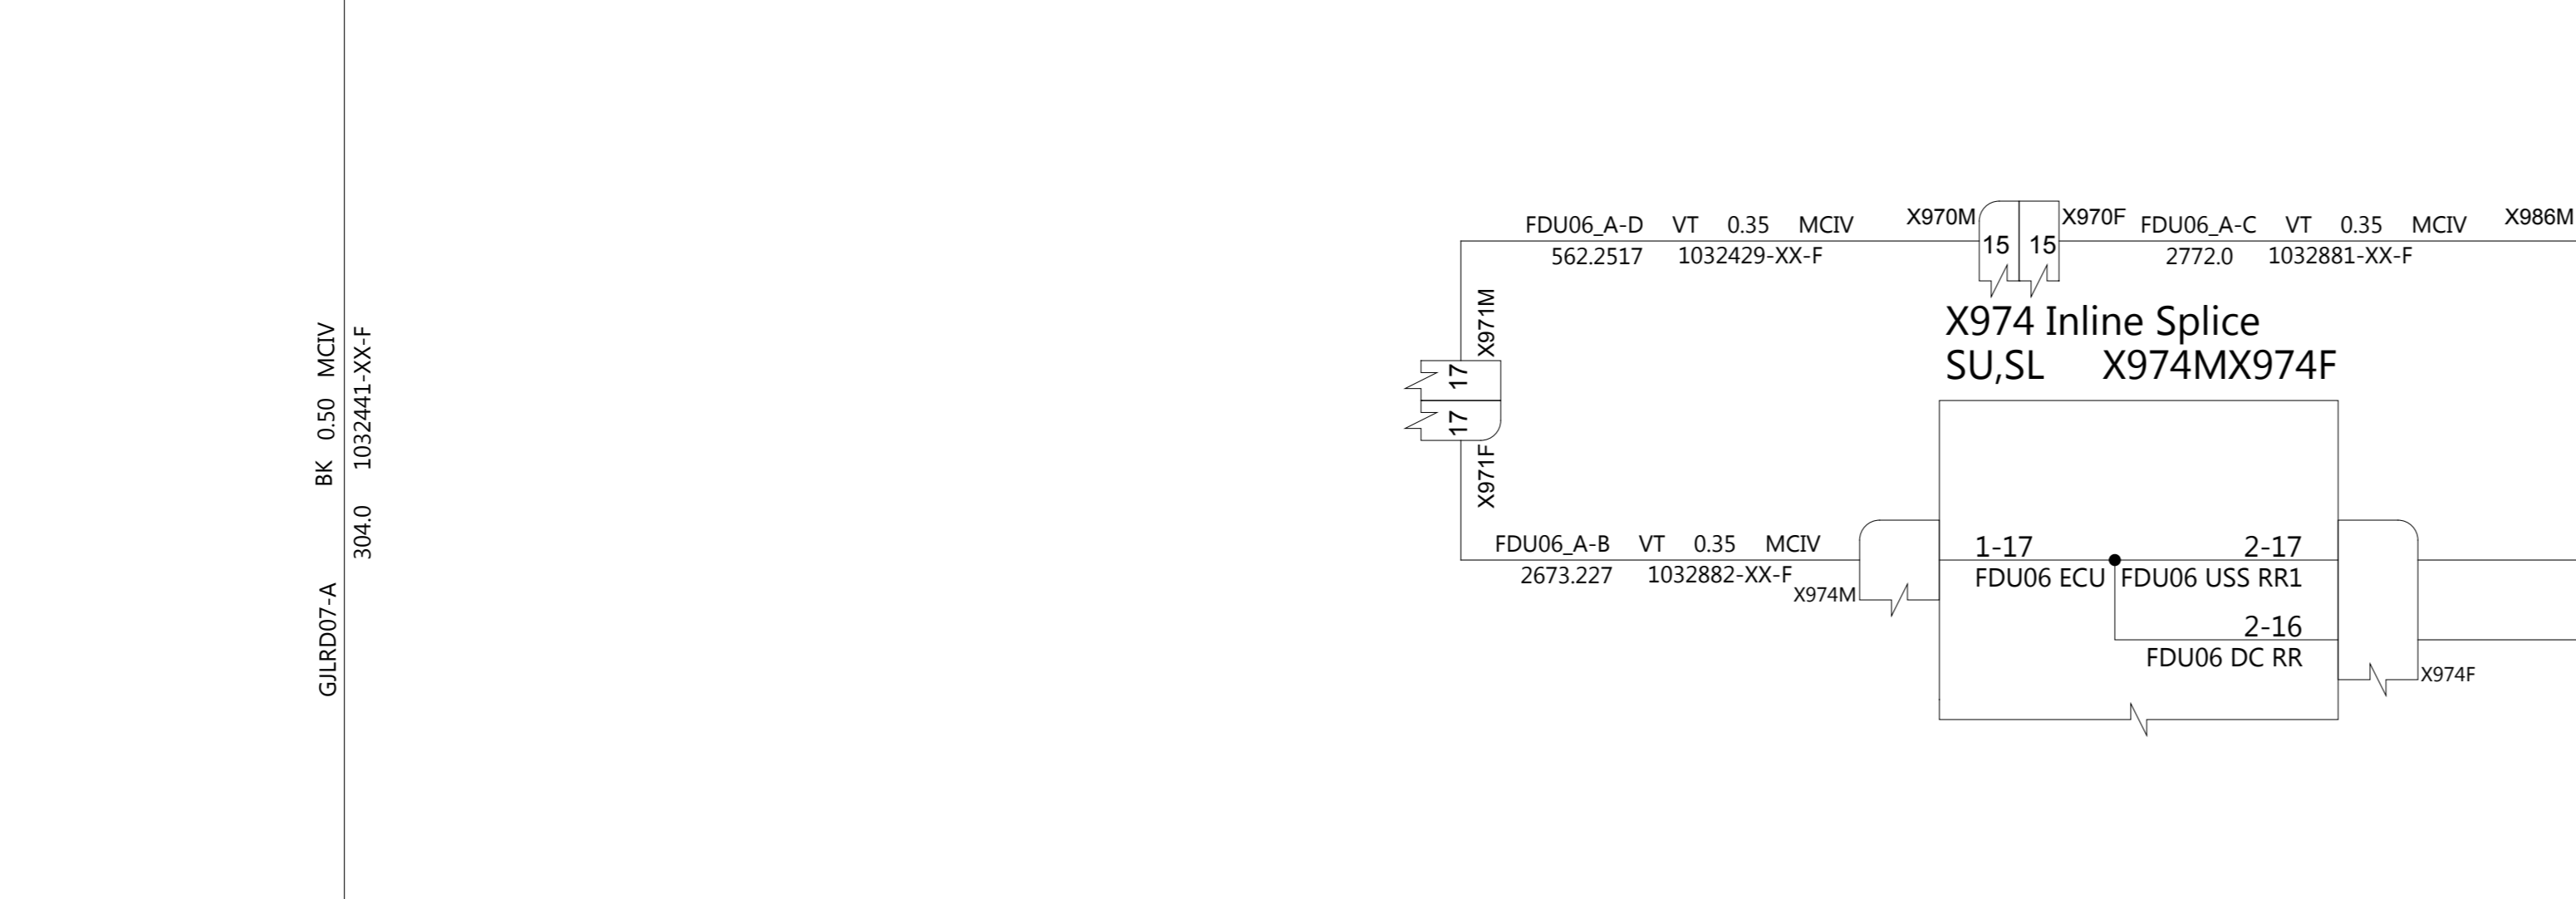 GJLRD07-A BK 0.50 MCIV
304.0 1032441-XX-F
FDU06_A-D VT 0.35 MCIV
562.2517 1032429-XX-F
X970M
15
15
X970F
FDU06_A-C VT 0.35 MCIV
2772.0 1032881-XX-F
X986M
X971M
17
17
X971F
X974 Inline Splice
SU,SL X974MX974F
FDU06_A-B VT 0.35 MCIV
2673.227 1032882-XX-F
X974M
1-17
FDU06 ECU
2-17
FDU06 USS RR1
2-16
FDU06 DC RR
X974F